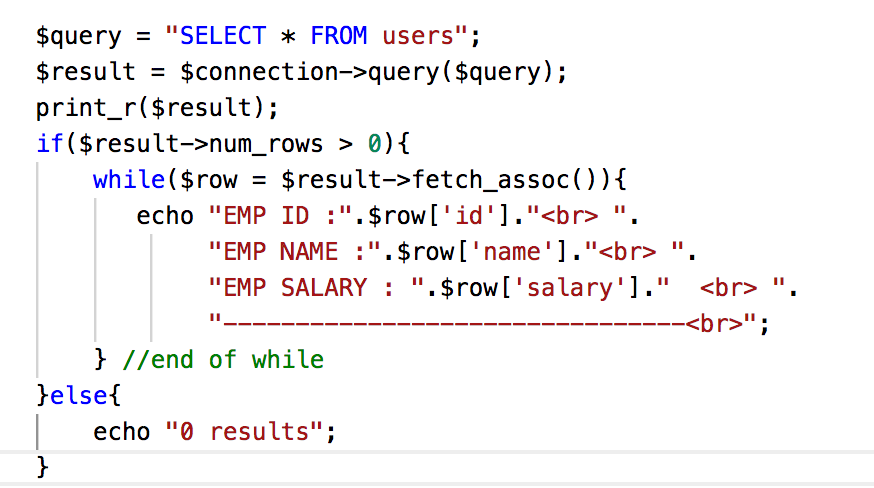 $query = "SELECT * FROM users";
$result = $connection->query($query);
print_r($result);
if($result->num_rows > 0){
while($row = $result->fetch_assoc()){
echo "EMP ID :".$row['id']."<br> ".
"EMP NAME :".$row['name']."<br> ".
"EMP SALARY : ".$row['salary']."  <br> ".
"--------------------------------<br>";
} //end of while
}else{
echo "0 results";
}